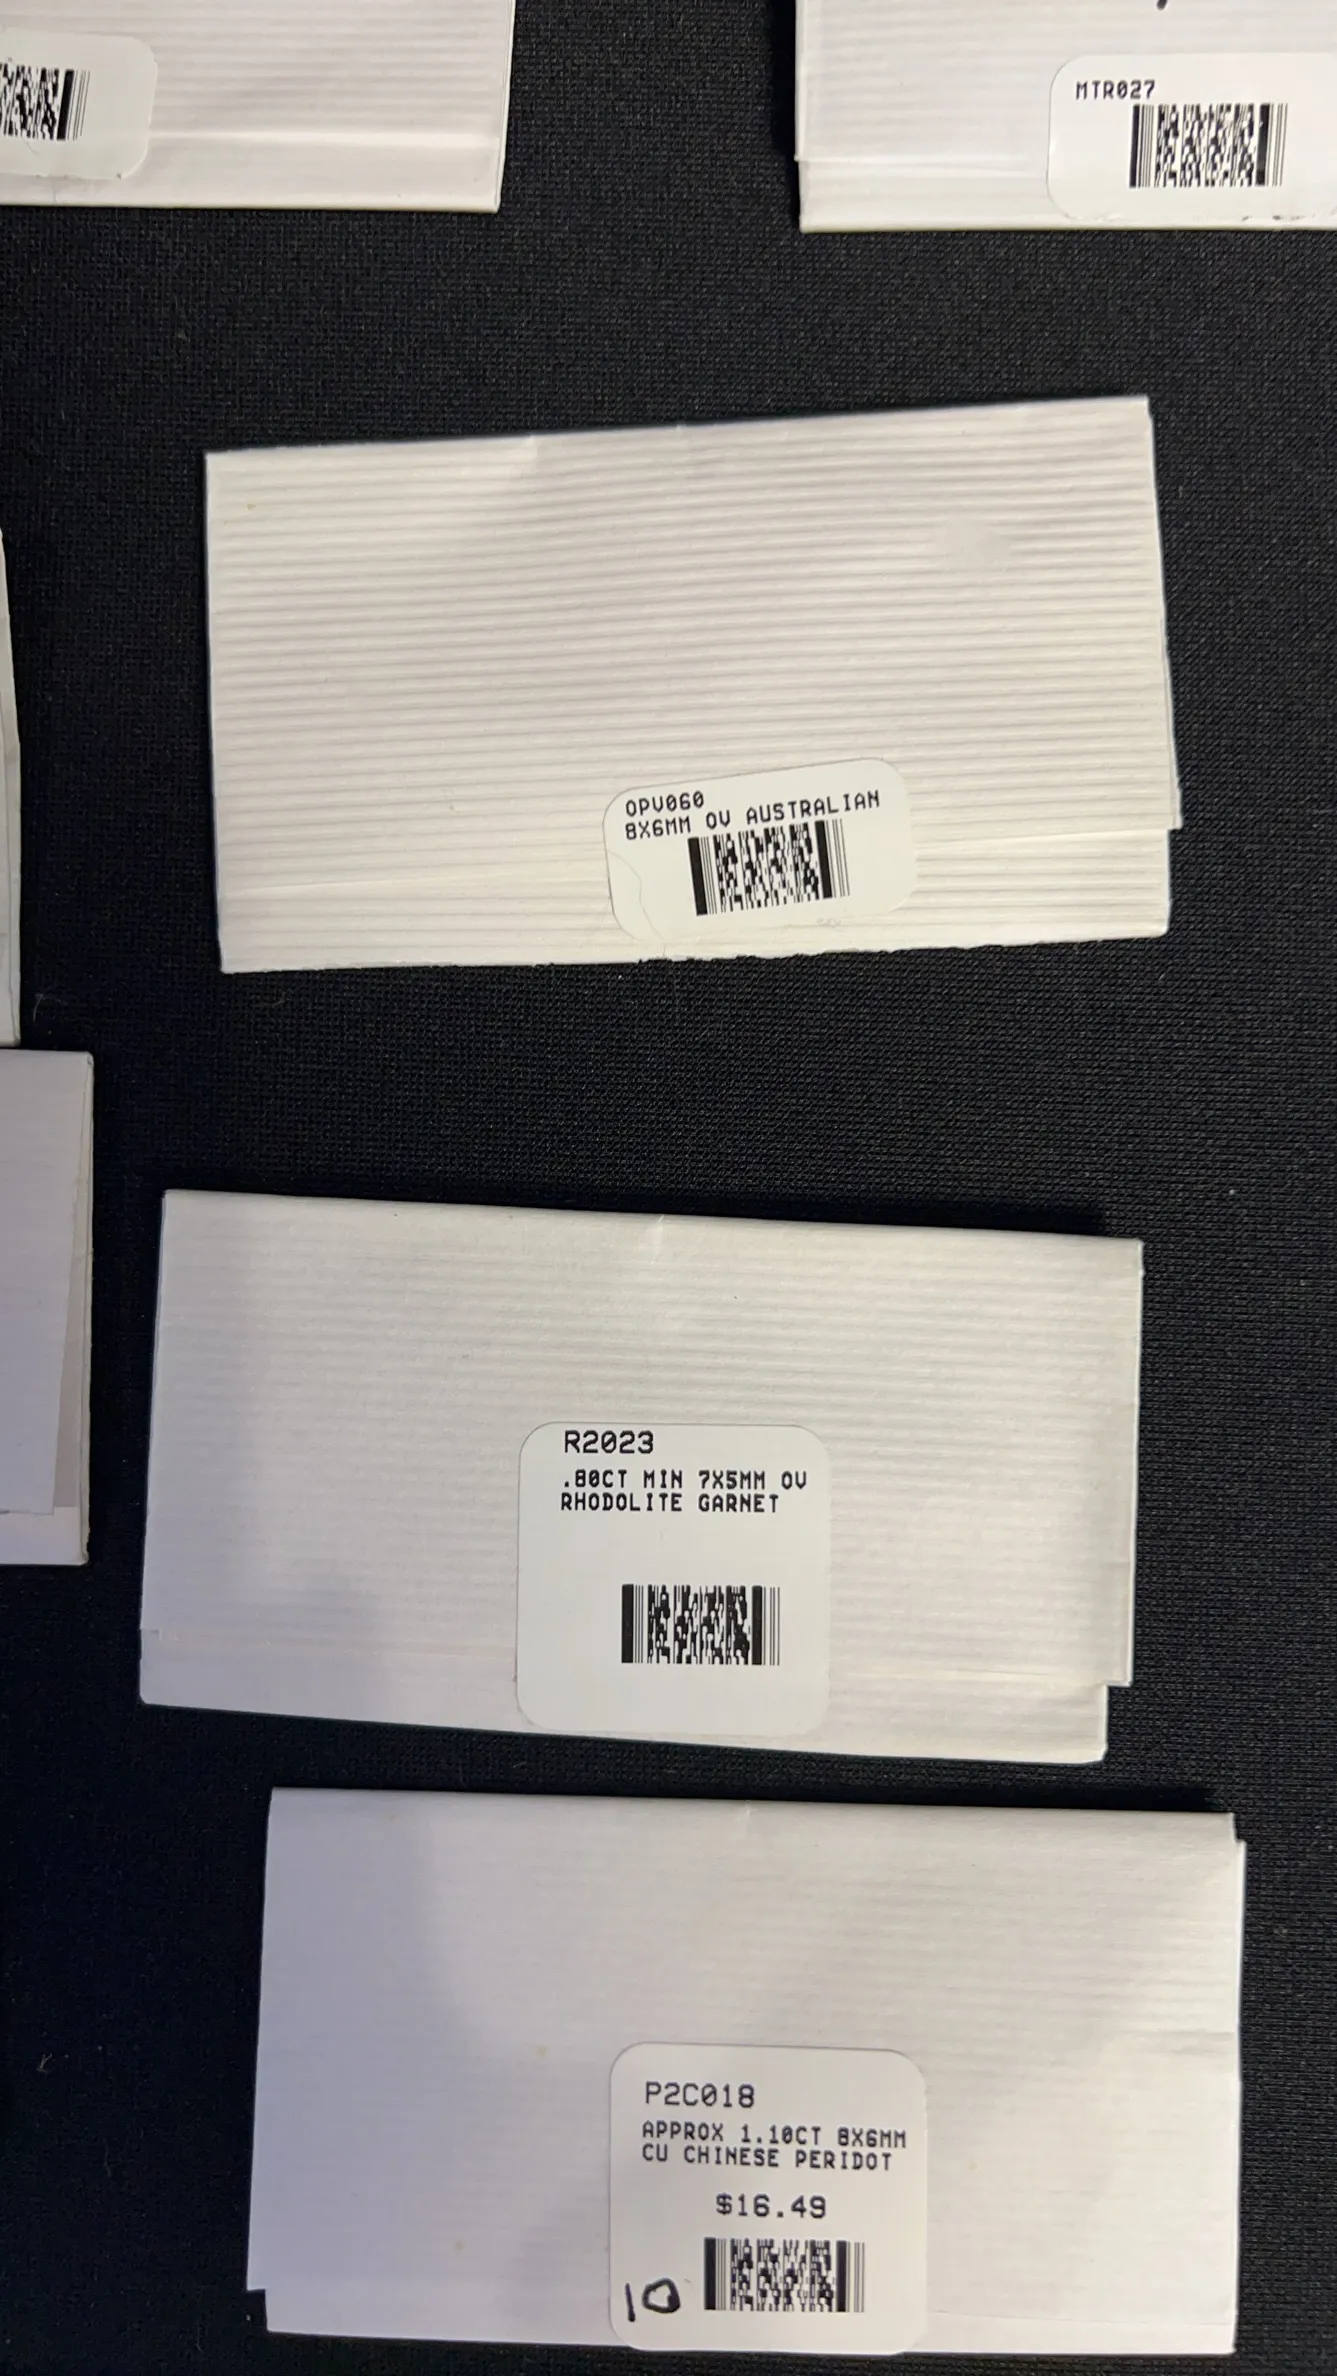 MTR027
OPV060
8X6MM OV AUSTRALIAN
R2023
.80CT MIN 7X5MM OV
RHODOLITE GARNET
P2C018
APPROX 1.10CT 8X6MM
CU CHINESE PERIDOT
$16.49
10